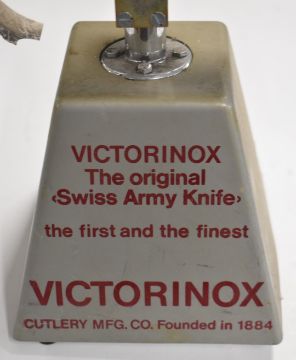 VICTORINOX
The original
‹Swiss Army Knife›
the first and the finest
VICTORINOX
CUTLERY MFG. CO. Founded in 1884